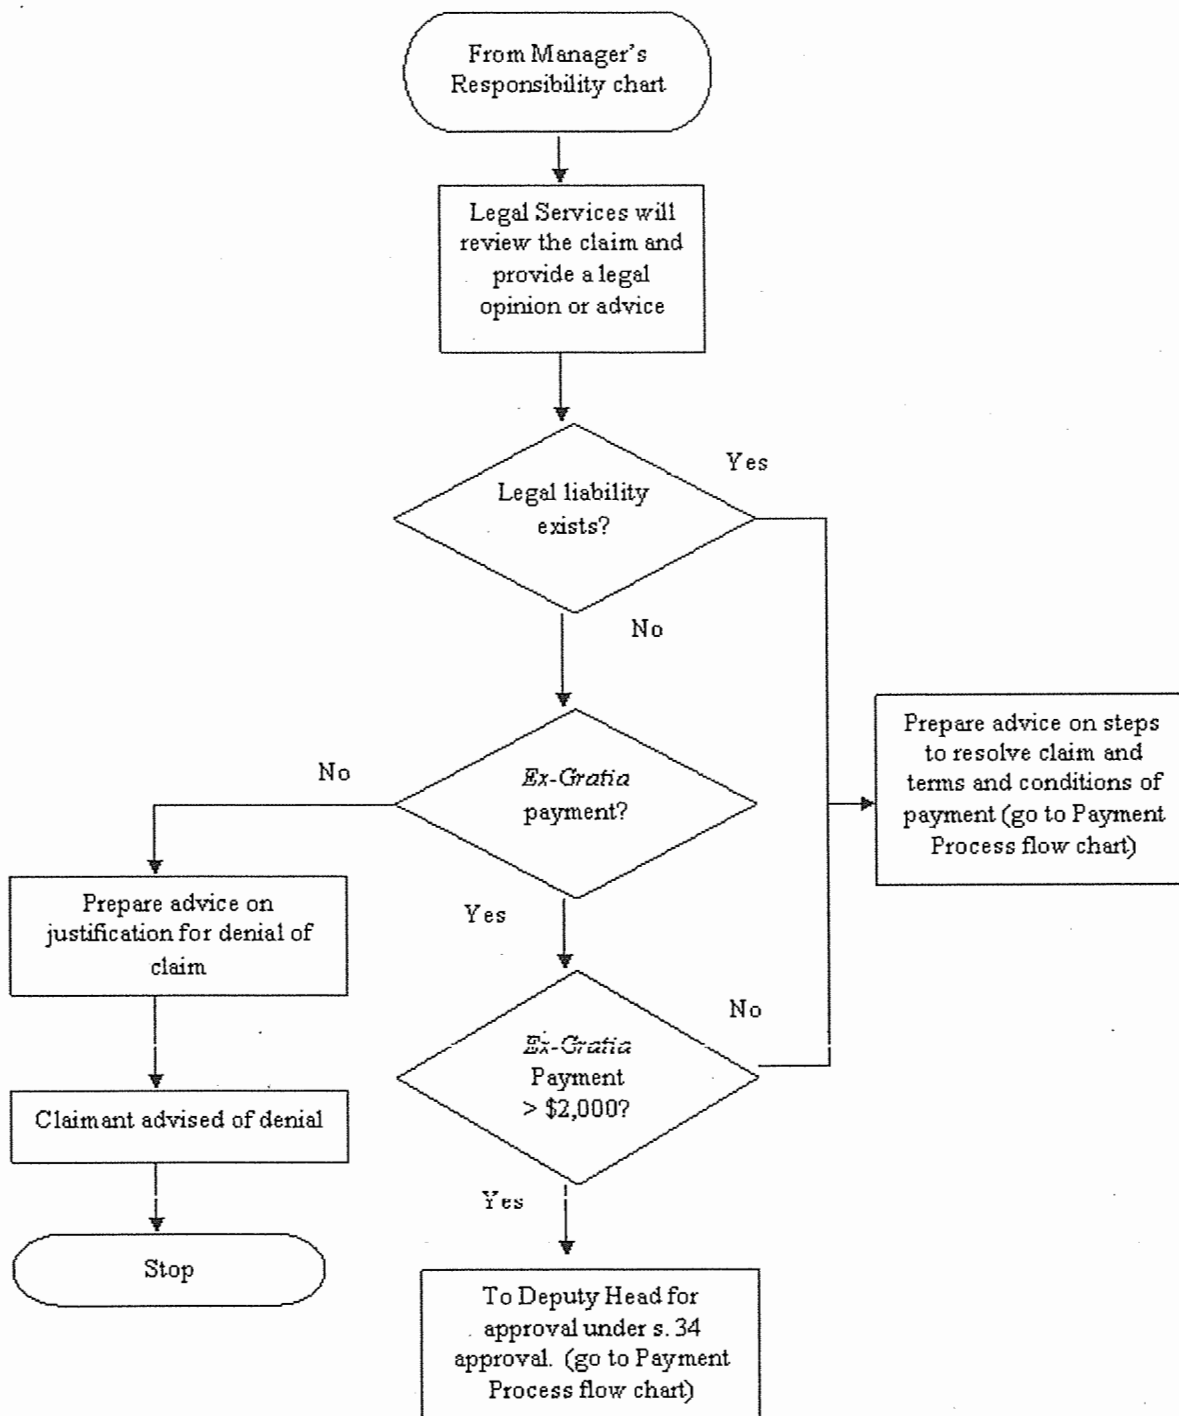 From Manager's
Responsibility chart
Legal Services will
review the claim and
provide a legal
opinion or advice
Yes
Legal liability
exists?
No
Prepare advice on steps
to resolve claim and
terms and conditions of
payment (go to Payment
Process flow chart)
No
Ex-Gratia
payment?
Prepare advice on
justification for denial of
claim
Yes
No
Ex-Gratia
Payment
> $2,000?
Claimant advised of denial
Yes
Stop
To Deputy Head for
approval under s. 34
approval. (go to Payment
Process flow chart)